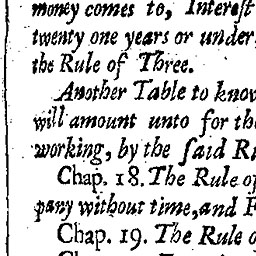 money comes to, Interest
twenty one years or under,
the Rule of Three.
Another Table to know
will amount unto for the
working, by the ſaid Ru
Chap. 18. The Rule of
pany without time, and F
Chap. 19. The Rule o